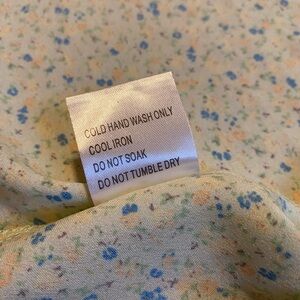 COLD HAND WASH ONLY
COOL IRON
DO NOT SOAK
DO NOT TUMBLE DRY